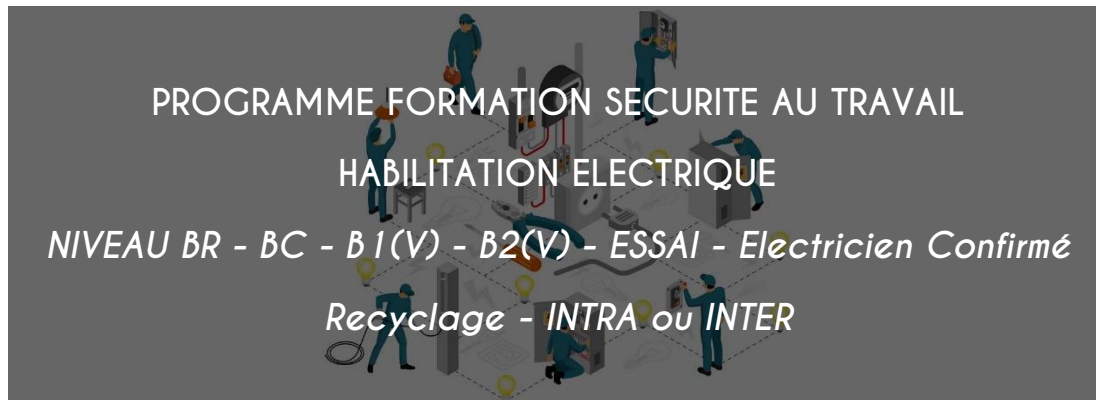 PROGRAMME FORMATION SECURITE AU TRAVAIL
HABILITATION ELECTRIQUE
NIVEAU BR - BC - B1(V) - B2(V) - ESSAI - Electricien Confirmé
Recyclage - INTRA ou INTER